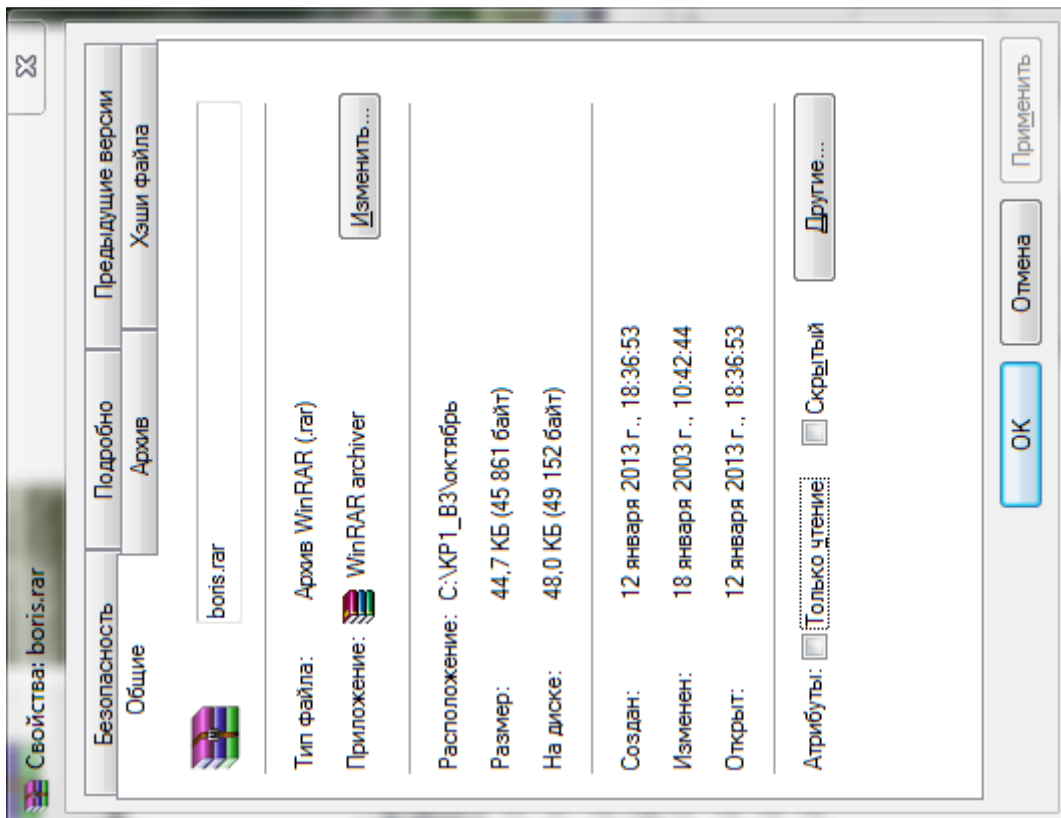 Свойства: boris.rar
Безопасность Подробно Предыдущие версии
Общие Архив Хэши файла
boris.rar
Тип файла: Архив WinRAR (.rar)
Приложение: WinRAR archiver Изменить...
Расположение: C:\KP1_B3\октябрь
Размер: 44,7 КБ (45 861 байт)
На диске: 48,0 КБ (49 152 байт)
Создан: 12 января 2013 г., 18:36:53
Изменен: 18 января 2003 г., 10:42:44
Открыт: 12 января 2013 г., 18:36:53
Атрибуты: Только чтение Скрытый Другие...
OK Отмена Применить